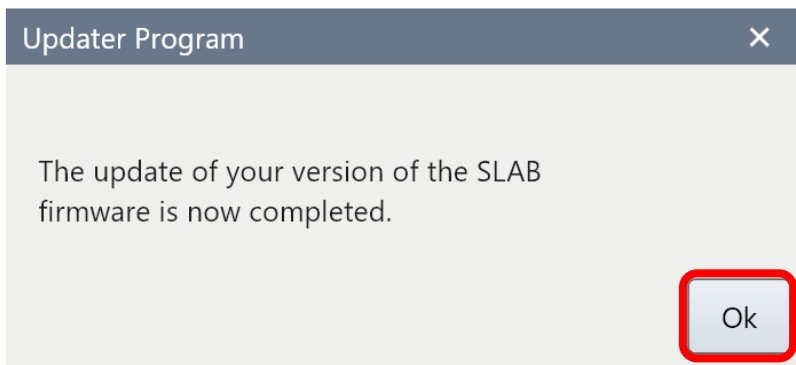 Updater Program
The update of your version of the SLAB
firmware is now completed.
Ok